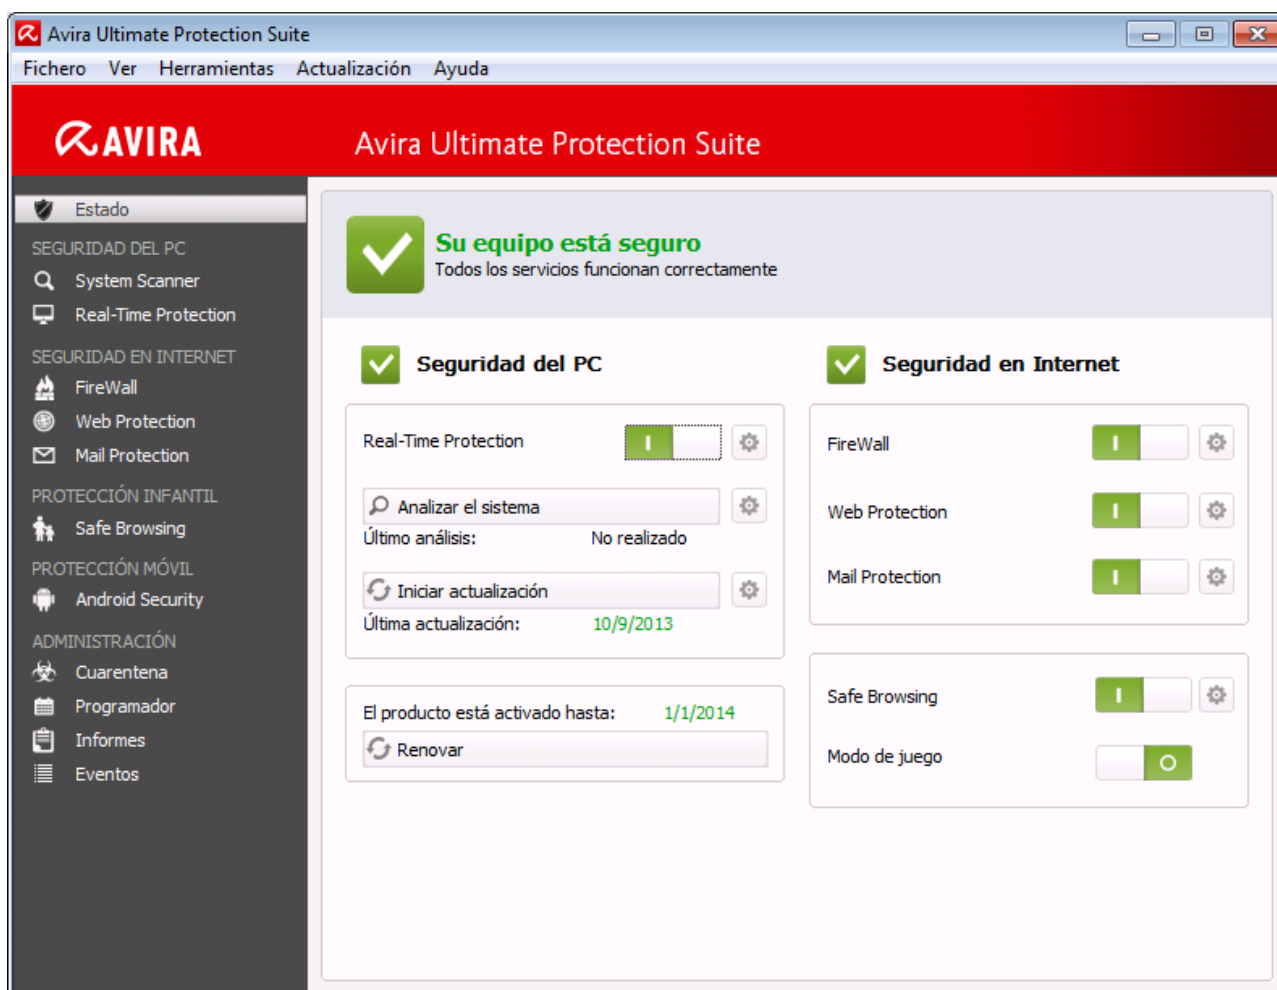 Avira Ultimate Protection Suite
Fichero Ver Herramientas Actualización Ayuda
AVIRA
Avira Ultimate Protection Suite
Estado
SEGURIDAD DEL PC
System Scanner
Real-Time Protection
SEGURIDAD EN INTERNET
FireWall
Web Protection
Mail Protection
PROTECCIÓN INFANTIL
Safe Browsing
PROTECCIÓN MÓVIL
Android Security
ADMINISTRACIÓN
Cuarentena
Programador
Informes
Eventos
Su equipo está seguro
Todos los servicios funcionan correctamente
Seguridad del PC
Real-Time Protection
Analizar el sistema
Último análisis: No realizado
Iniciar actualización
Última actualización: 10/9/2013
El producto está activado hasta: 1/1/2014
Renovar
Seguridad en Internet
FireWall
Web Protection
Mail Protection
Safe Browsing
Modo de juego